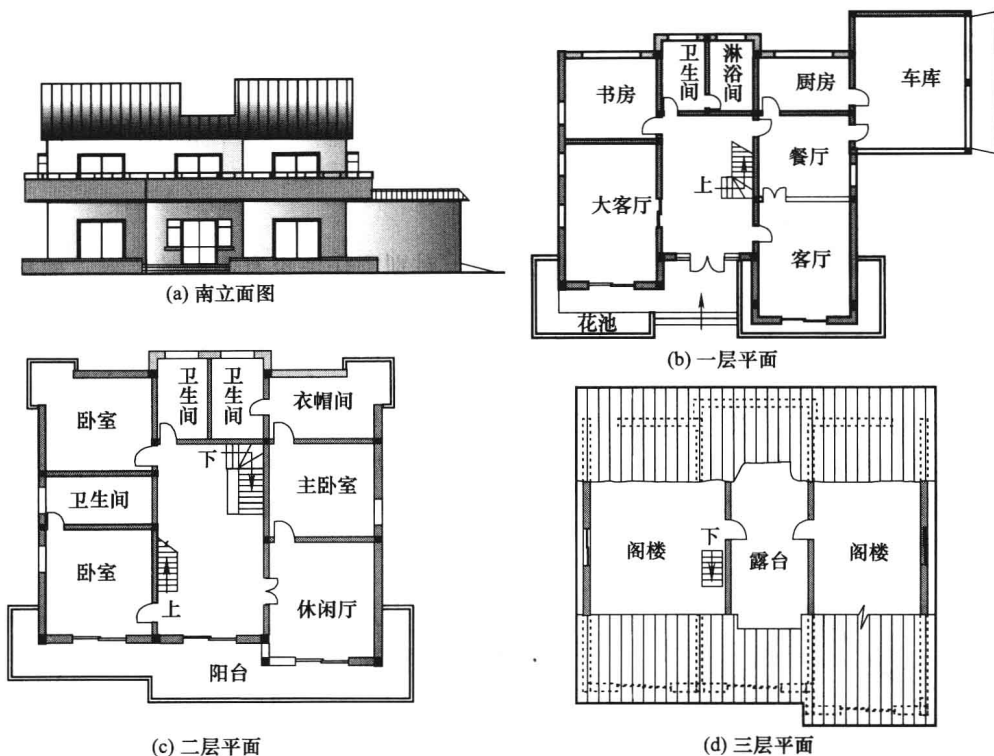 (a) 南立面图
书房
卫生间
淋浴间
厨房
车库
餐厅
上
大客厅
客厅
花池
(b) 一层平面
卧室
卫生间
卫生间
衣帽间
下
主卧室
卫生间
卧室
上
休闲厅
阳台
(c) 二层平面
阁楼
下
露台
阁楼
(d) 三层平面